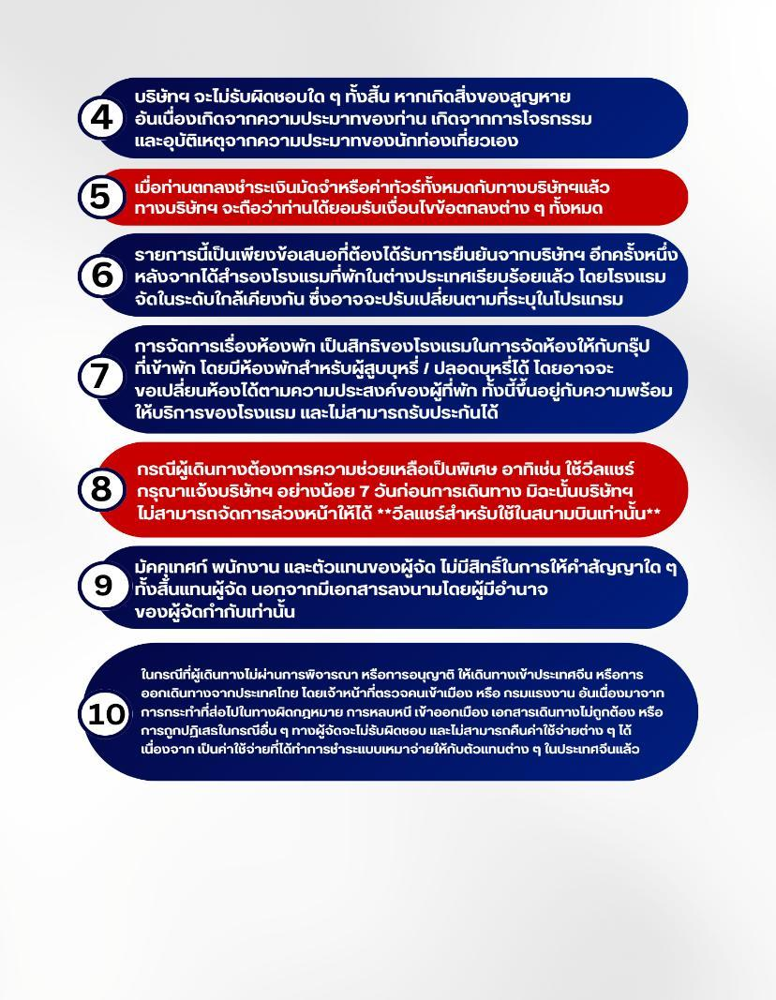 4
บริษัทฯ จะไม่รับผิดชอบใด ๆ ทั้งสิ้น หากเกิดสิ่งของสูญหาย
อันเนื่องเกิดจากความประมาทของท่าน เกิดจากการโจรกรรม
และอุบัติเหตุจากความประมาทของนักท่องเที่ยวเอง
5
เมื่อท่านตกลงชำระเงินมัดจำหรือค่าทัวร์ทั้งหมดกับทางบริษัทฯแล้ว
ทางบริษัทฯ จะถือว่าท่านได้ยอมรับเงื่อนไขข้อตกลงต่าง ๆ ทั้งหมด
6
รายการนี้เป็นเพียงข้อเสนอที่ต้องได้รับการยืนยันจากบริษัทฯ อีกครั้งหนึ่ง
หลังจากได้สำรองโรงแรมที่พักในต่างประเทศเรียบร้อยแล้ว โดยโรงแรม
จัดในระดับใกล้เคียงกัน ซึ่งอาจจะปรับเปลี่ยนตามที่ระบุในโปรแกรม
7
การจัดการเรื่องห้องพัก เป็นสิทธิของโรงแรมในการจัดห้องให้กับกรุ๊ป
ที่เข้าพัก โดยมีห้องพักสำหรับผู้สูบบุหรี่ / ปลอดบุหรี่ได้ โดยอาจจะ
ขอเปลี่ยนห้องได้ตามความประสงค์ของผู้ที่พัก ทั้งนี้ขึ้นอยู่กับความพร้อม
ให้บริการของโรงแรม และไม่สามารถรับประกันได้
8
กรณีผู้เดินทางต้องการความช่วยเหลือเป็นพิเศษ อาทิเช่น ใช้วีลแชร์
กรุณาแจ้งบริษัทฯ อย่างน้อย 7 วันก่อนการเดินทาง มิฉะนั้นบริษัทฯ
ไม่สามารถจัดการล่วงหน้าให้ได้ **วีลแชร์สำหรับใช้ในสนามบินเท่านั้น**
9
มัคคุเทศก์ พนักงาน และตัวแทนของผู้จัด ไม่มีสิทธิ์ในการให้คำสัญญาใด ๆ
ทั้งสิ้นแทนผู้จัด นอกจากมีเอกสารลงนามโดยผู้มีอำนาจ
ของผู้จัดกำกับเท่านั้น
10
ในกรณีที่ผู้เดินทางไม่ผ่านการพิจารณา หรือการอนุญาติ ให้เดินทางเข้าประเทศจีน หรือการ
ออกเดินทางจากประเทศไทย โดยเจ้าหน้าที่ตรวจคนเข้าเมือง หรือ กรมแรงงาน อันเนื่องมาจาก
การกระทำที่ส่อไปในทางผิดกฎหมาย การหลบหนี เข้าออกเมือง เอกสารเดินทางไม่ถูกต้อง หรือ
การถูกปฏิเสธในกรณีอื่น ๆ ทางผู้จัดจะไม่รับผิดชอบ และไม่สามารถคืนค่าใช้จ่ายต่าง ๆ ได้
เนื่องจาก เป็นค่าใช้จ่ายที่ได้ทำการชำระแบบเหมาจ่ายให้กับตัวแทนต่าง ๆ ในประเทศจีนแล้ว